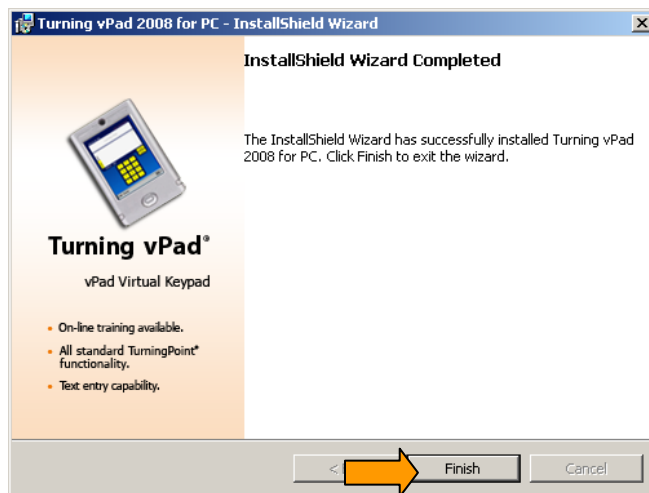 Turning vPad 2008 for PC - InstallShield Wizard
InstallShield Wizard Completed
The InstallShield Wizard has successfully installed Turning vPad
2008 for PC. Click Finish to exit the wizard.
Turning vPad®
vPad Virtual Keypad
• On-line training available.
• All standard TurningPoint®
functionality.
• Text entry capability.
<
Finish
Cancel